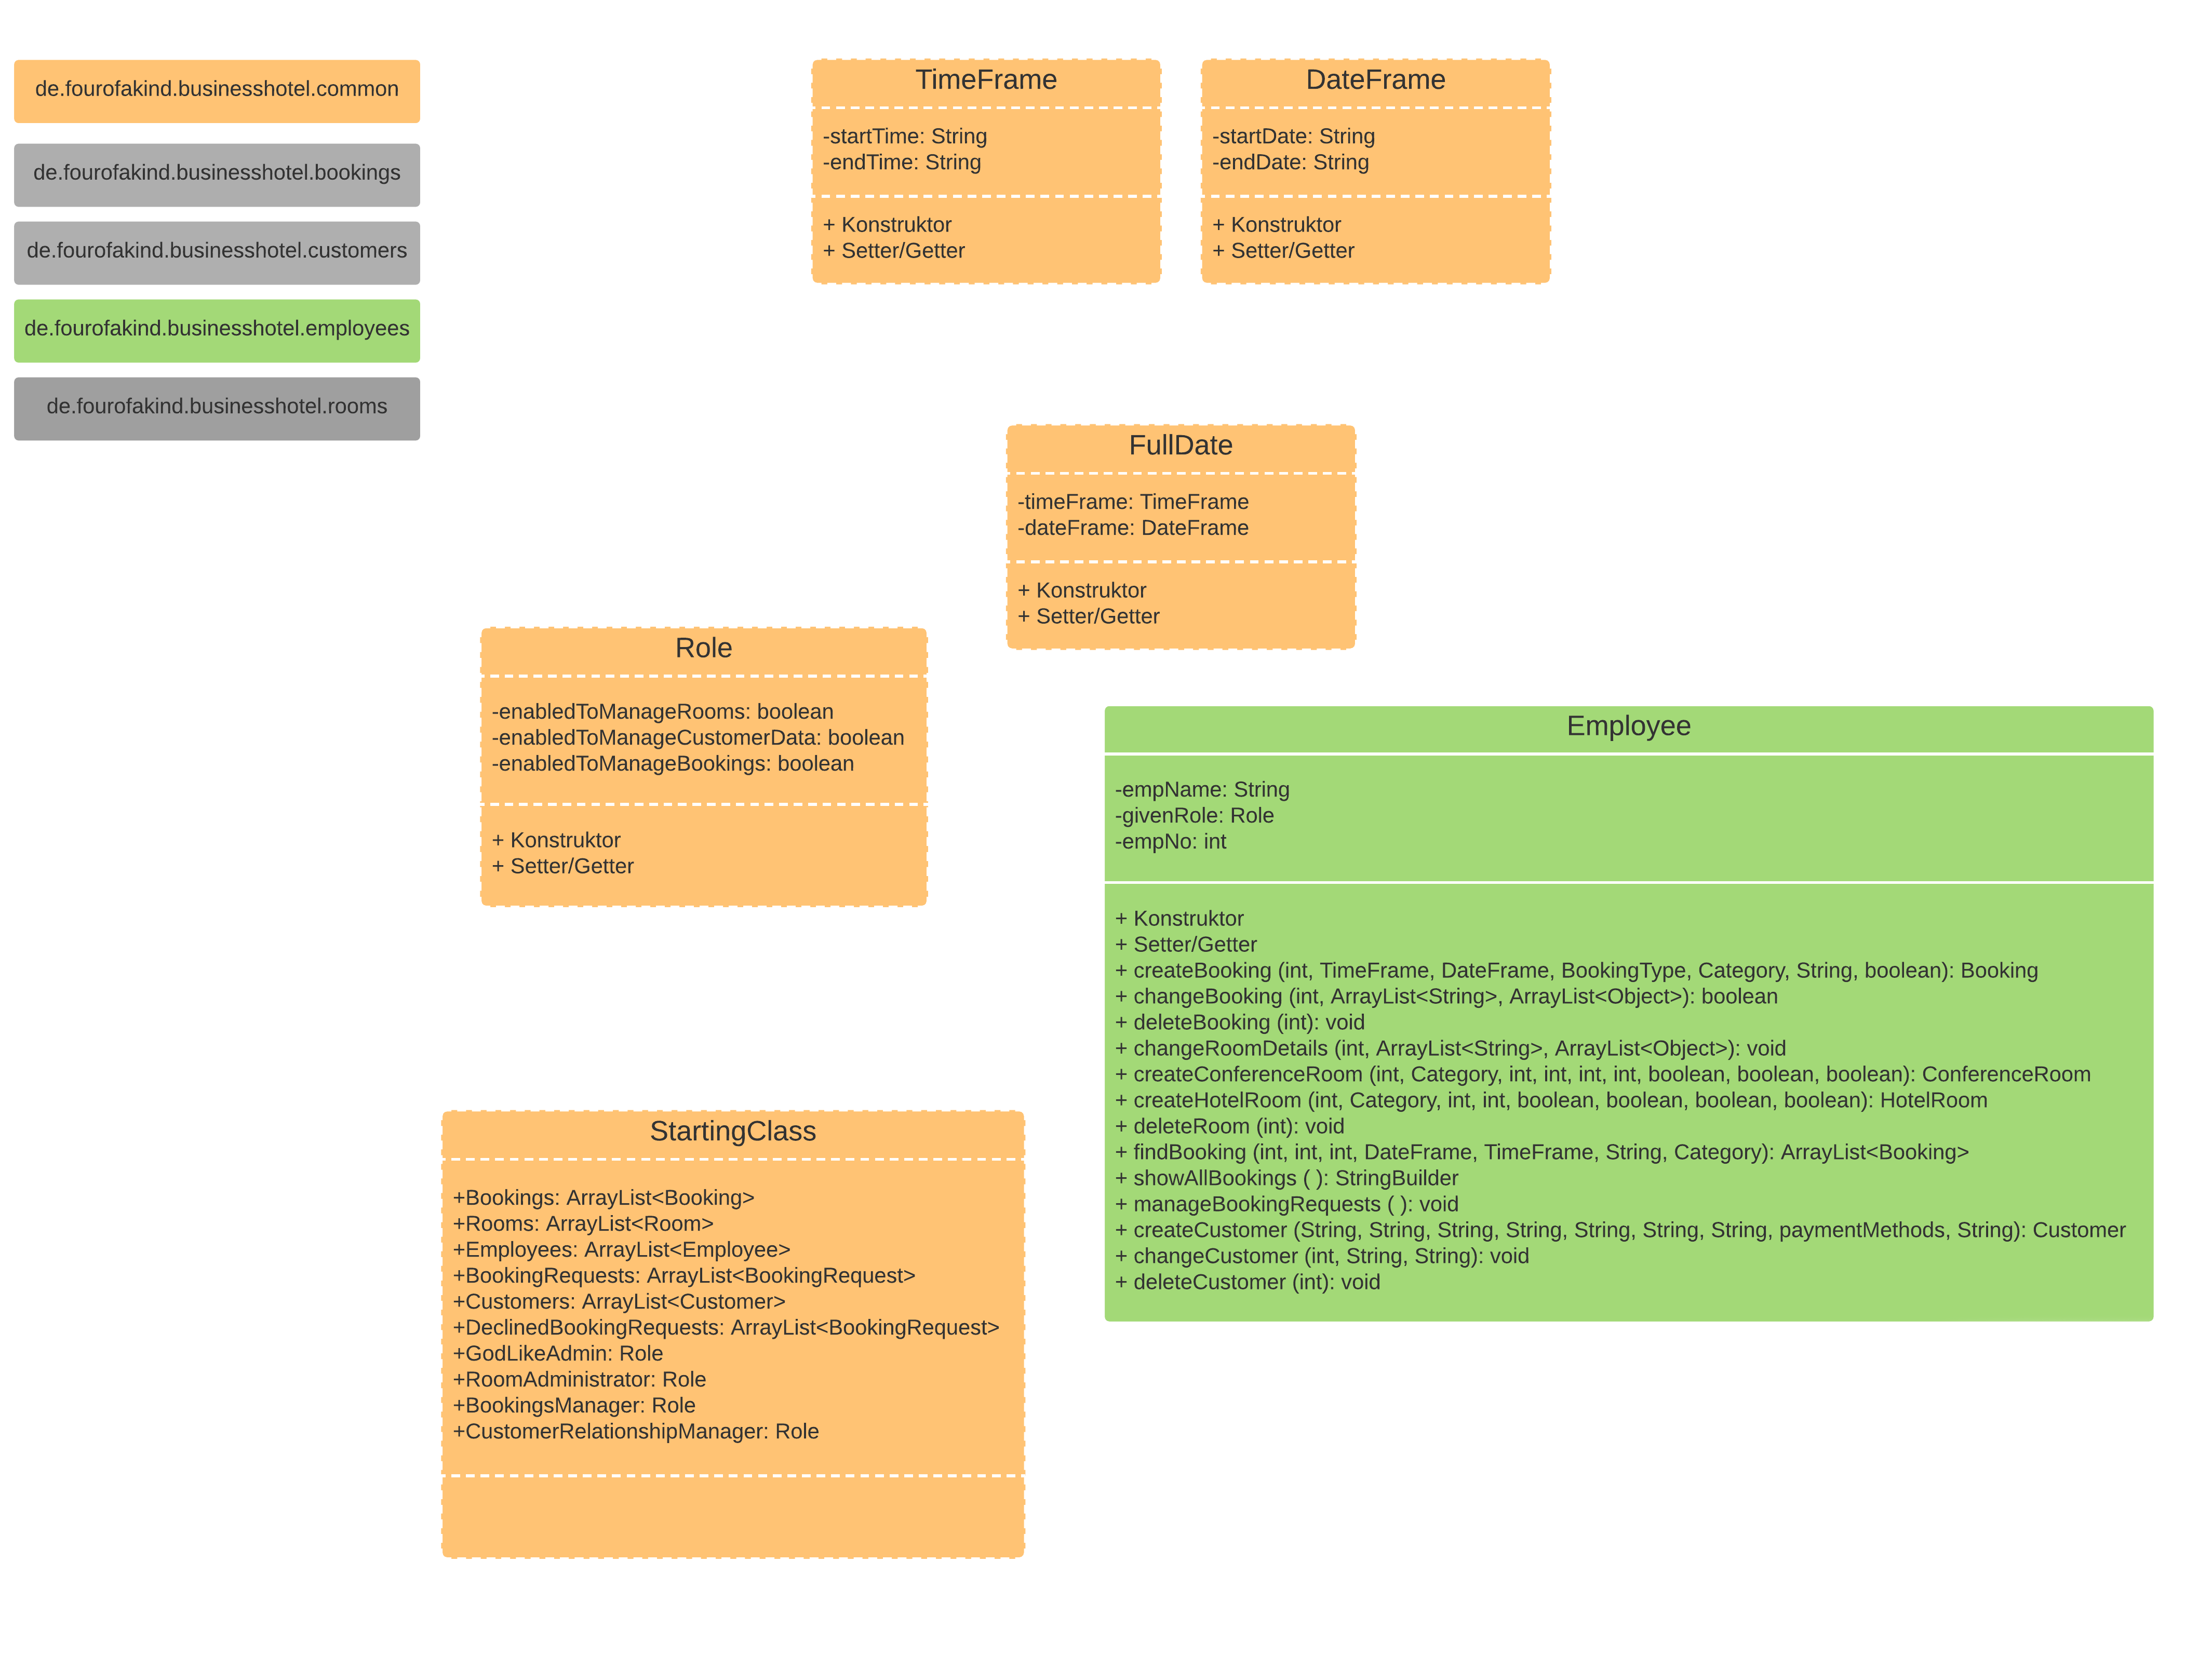 de.fourofakind.businesshotel.common
de.fourofakind.businesshotel.bookings
de.fourofakind.businesshotel.customers
de.fourofakind.businesshotel.employees
de.fourofakind.businesshotel.rooms
TimeFrame
-startTime: String
-endTime: String
+ Konstruktor
+ Setter/Getter
DateFrame
-startDate: String
-endDate: String
+ Konstruktor
+ Setter/Getter
FullDate
-timeFrame: TimeFrame
-dateFrame: DateFrame
+ Konstruktor
+ Setter/Getter
Role
-enabledToManageRooms: boolean
-enabledToManageCustomerData: boolean
-enabledToManageBookings: boolean
+ Konstruktor
+ Setter/Getter
Employee
-empName: String
-givenRole: Role
-empNo: int
+ Konstruktor
+ Setter/Getter
+ createBooking (int, TimeFrame, DateFrame, BookingType, Category, String, boolean): Booking
+ changeBooking (int, ArrayList<String>, ArrayList<Object>): boolean
+ deleteBooking (int): void
+ changeRoomDetails (int, ArrayList<String>, ArrayList<Object>): void
+ createConferenceRoom (int, Category, int, int, int, int, boolean, boolean, boolean): ConferenceRoom
+ createHotelRoom (int, Category, int, int, boolean, boolean, boolean, boolean): HotelRoom
+ deleteRoom (int): void
+ findBooking (int, int, int, DateFrame, TimeFrame, String, Category): ArrayList<Booking>
+ showAllBookings ( ): StringBuilder
+ manageBookingRequests ( ): void
+ createCustomer (String, String, String, String, String, String, String, paymentMethods, String): Customer
+ changeCustomer (int, String, String): void
+ deleteCustomer (int): void
StartingClass
+Bookings: ArrayList<Booking>
+Rooms: ArrayList<Room>
+Employees: ArrayList<Employee>
+BookingRequests: ArrayList<BookingRequest>
+Customers: ArrayList<Customer>
+DeclinedBookingRequests: ArrayList<BookingRequest>
+GodLikeAdmin: Role
+RoomAdministrator: Role
+BookingsManager: Role
+CustomerRelationshipManager: Role